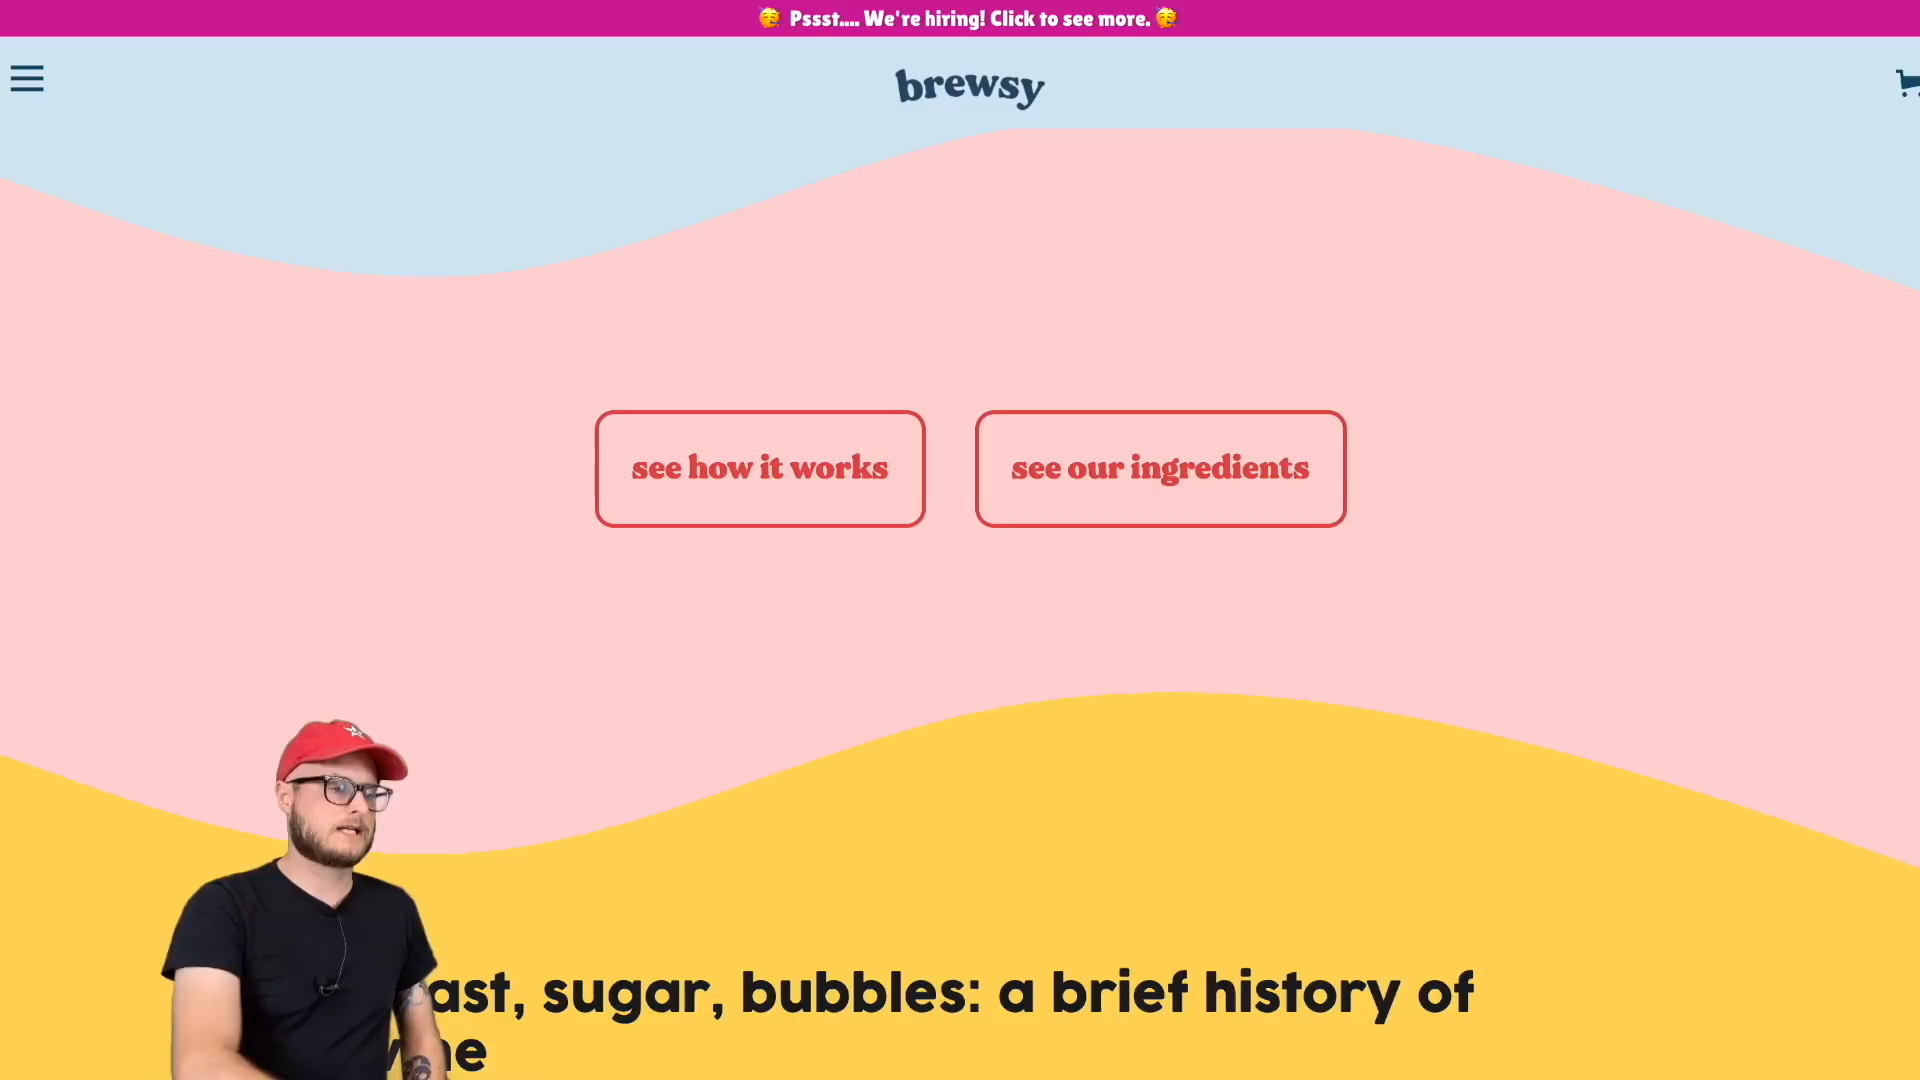 Pssst.... We're hiring! Click to see more.
brewsy
see how it works
see our ingredients
sugar, bubbles: a brief history of